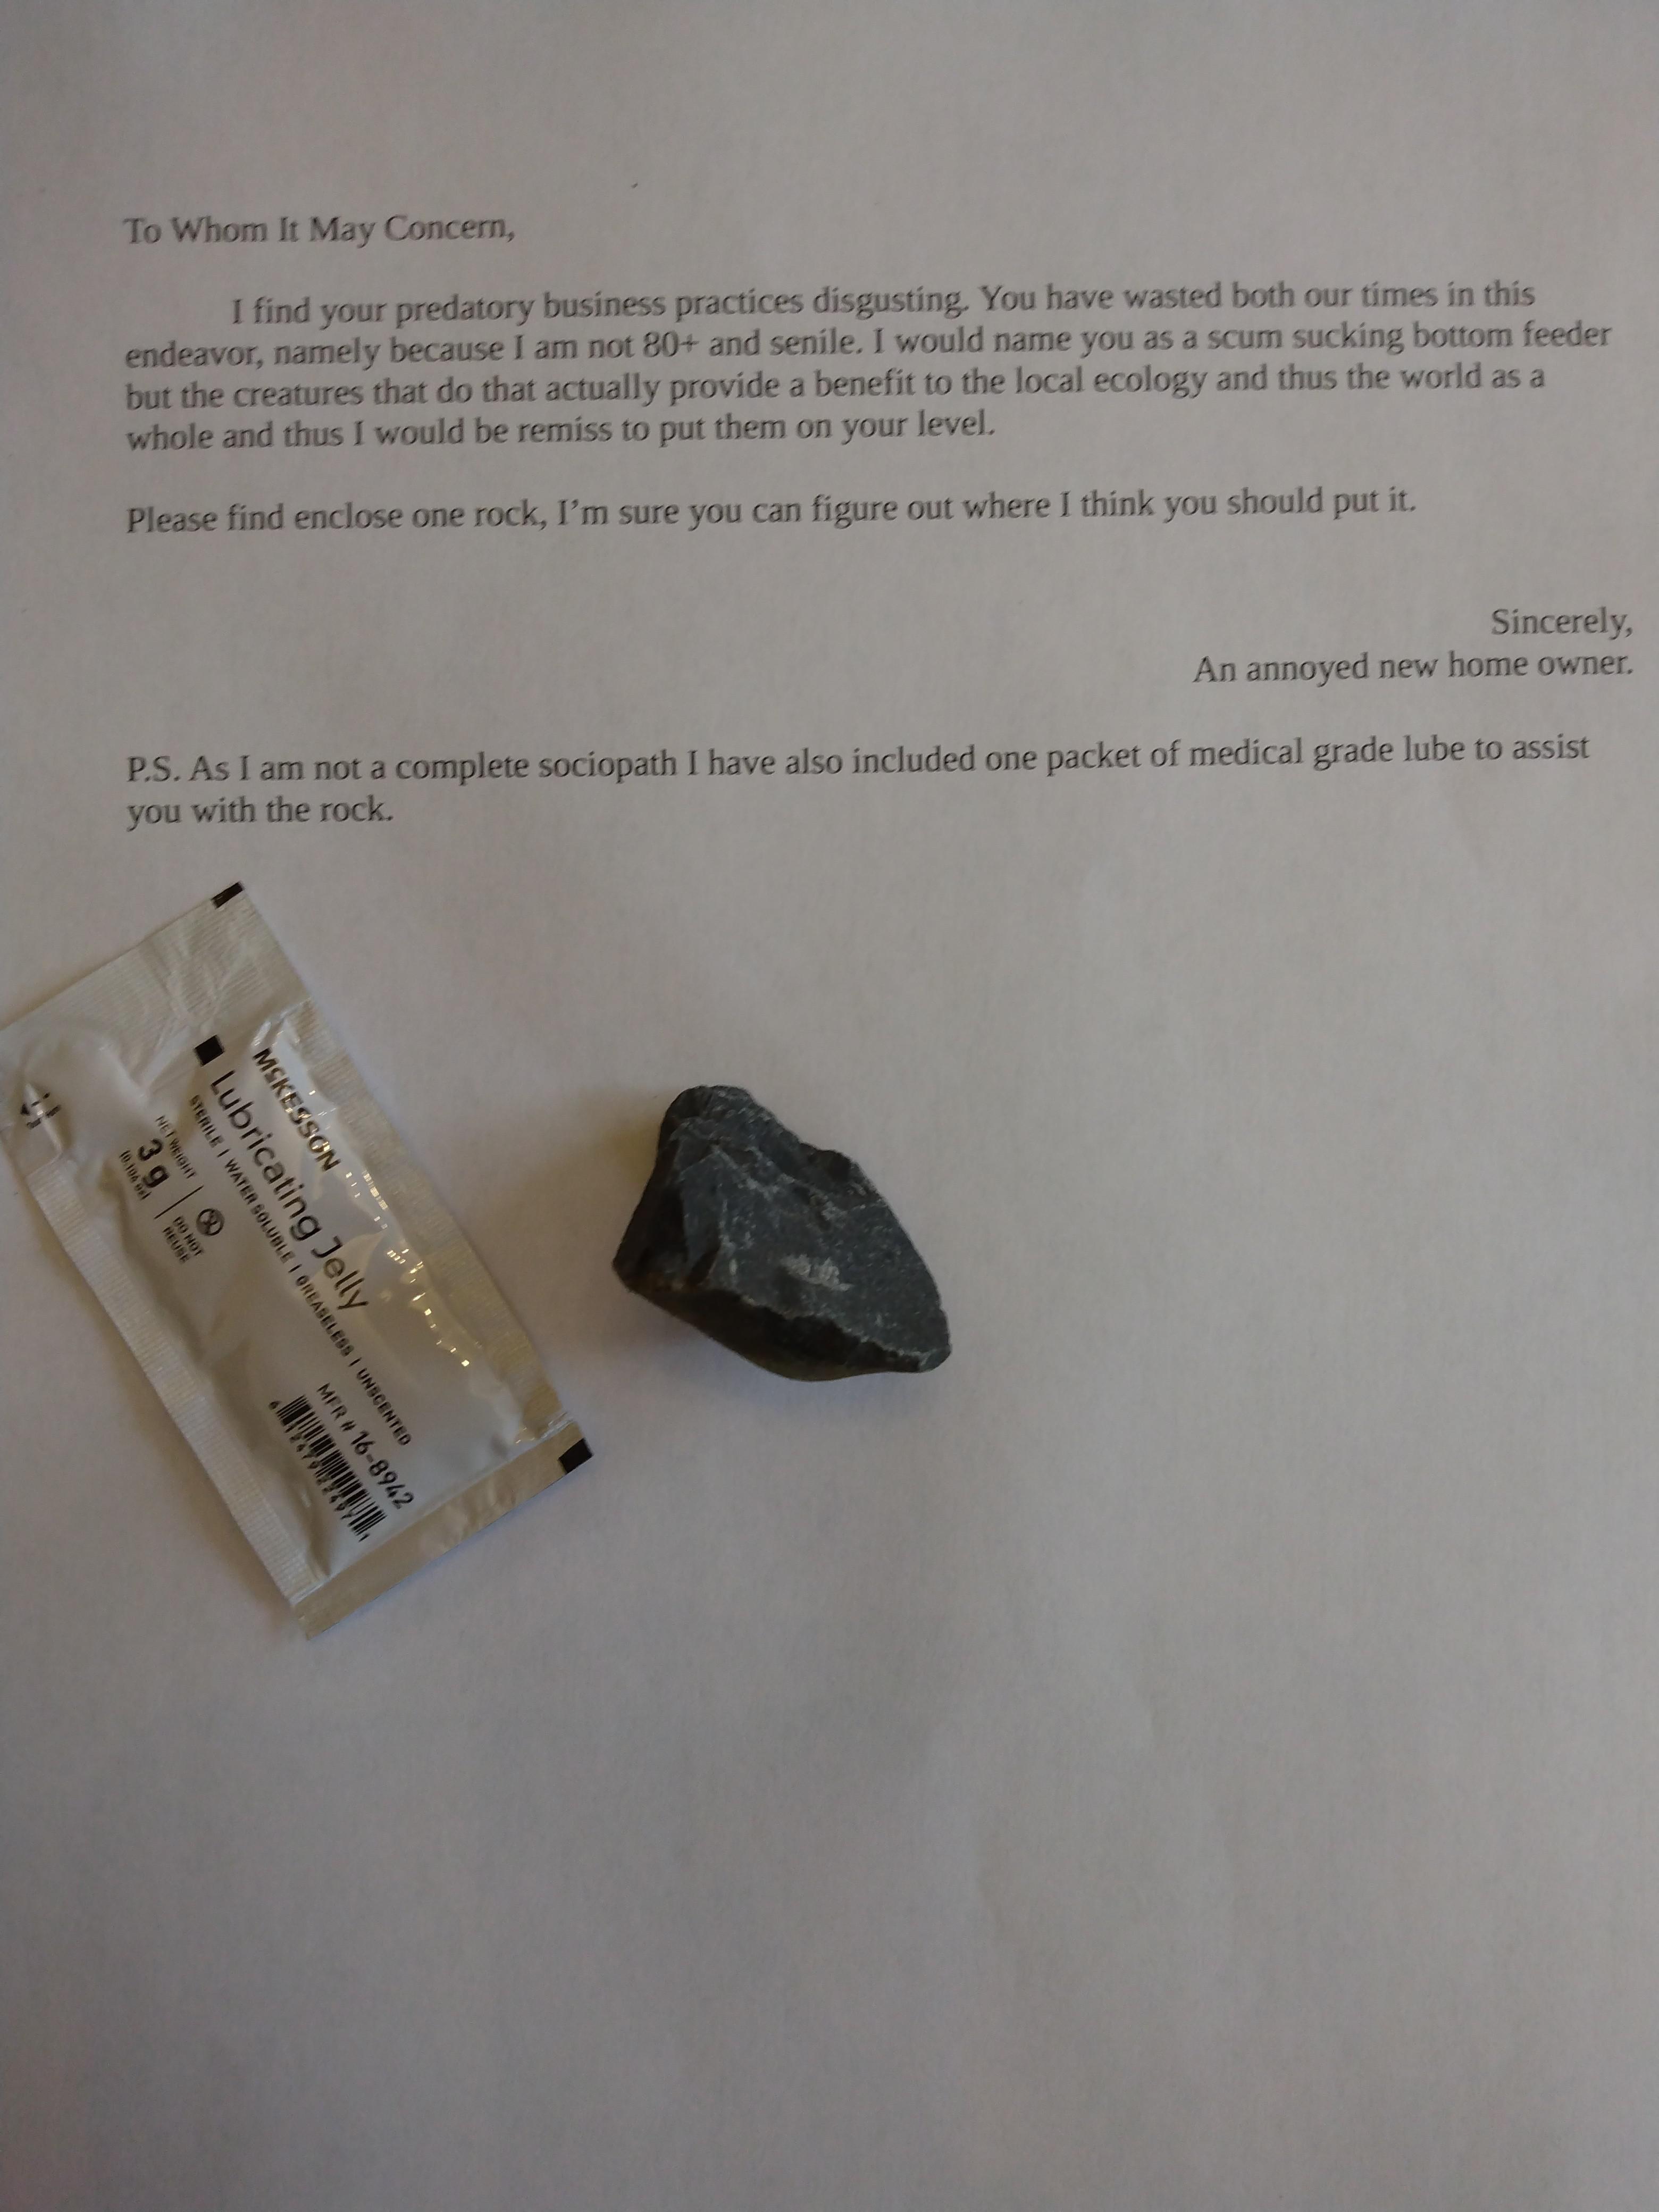 To Whom It May Concern,
I find your predatory business practices disgusting. You have wasted both our times in this
endeavor, namely because I am not 80+ and senile. I would name you as a scum sucking bottom feeder
but the creatures that do that actually provide a benefit to the local ecology and thus the world as a
whole and thus I would be remiss to put them on your level.
Please find enclose one rock, I'm sure you can figure out where I think you should put it.
Sincerely,
An annoyed new home owner.
P.S. As I am not a complete sociopath I have also included one packet of medical grade lube to assist
you with the rock.
MCKESSON
Lubricating Jelly
STERILE | WATER SOLUBLE | GREASELESS | UNSCENTED
NET WEIGHT
3 g
DO NOT
REUSE
MFR # 16-8942